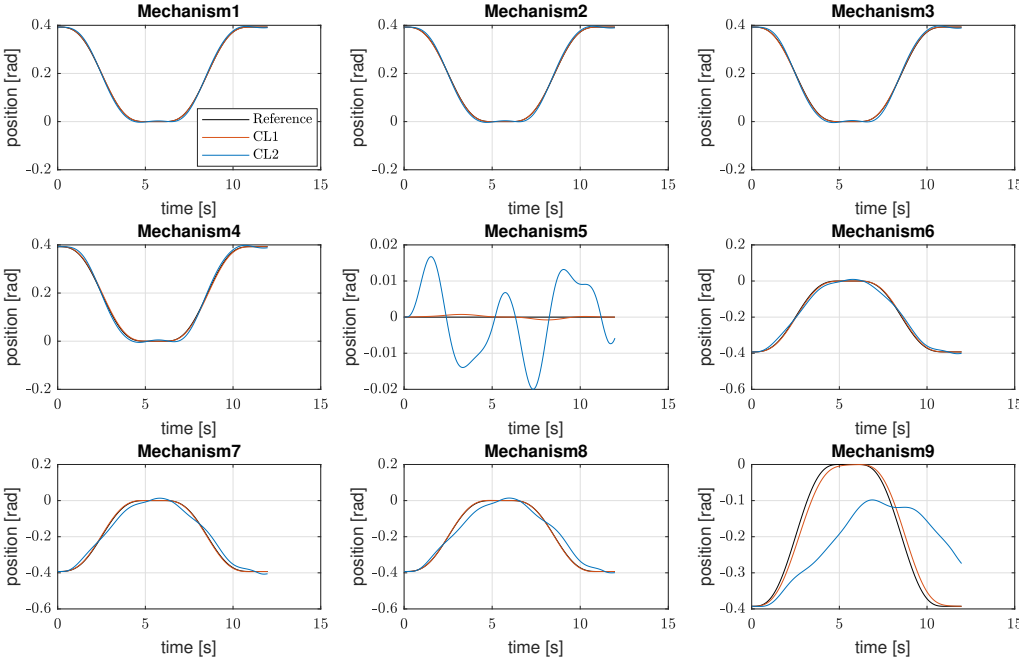 Mechanism1
Mechanism2
Mechanism3
position [rad]
0.4
0.2
0
-0.2
Reference
CL1
CL2
0 5 10 15
time [s]
position [rad]
0.4
0.2
0
-0.2
0 5 10 15
time [s]
position [rad]
0.4
0.2
0
-0.2
0 5 10 15
time [s]
Mechanism4
Mechanism5
Mechanism6
position [rad]
0.4
0.2
0
-0.2
0 5 10 15
time [s]
position [rad]
0.02
0.01
0
-0.01
-0.02
0 5 10 15
time [s]
position [rad]
0.2
0
-0.2
-0.4
-0.6
0 5 10 15
time [s]
Mechanism7
Mechanism8
Mechanism9
position [rad]
0.2
0
-0.2
-0.4
-0.6
0 5 10 15
time [s]
position [rad]
0.2
0
-0.2
-0.4
-0.6
0 5 10 15
time [s]
position [rad]
0
-0.1
-0.2
-0.3
-0.4
0 5 10 15
time [s]